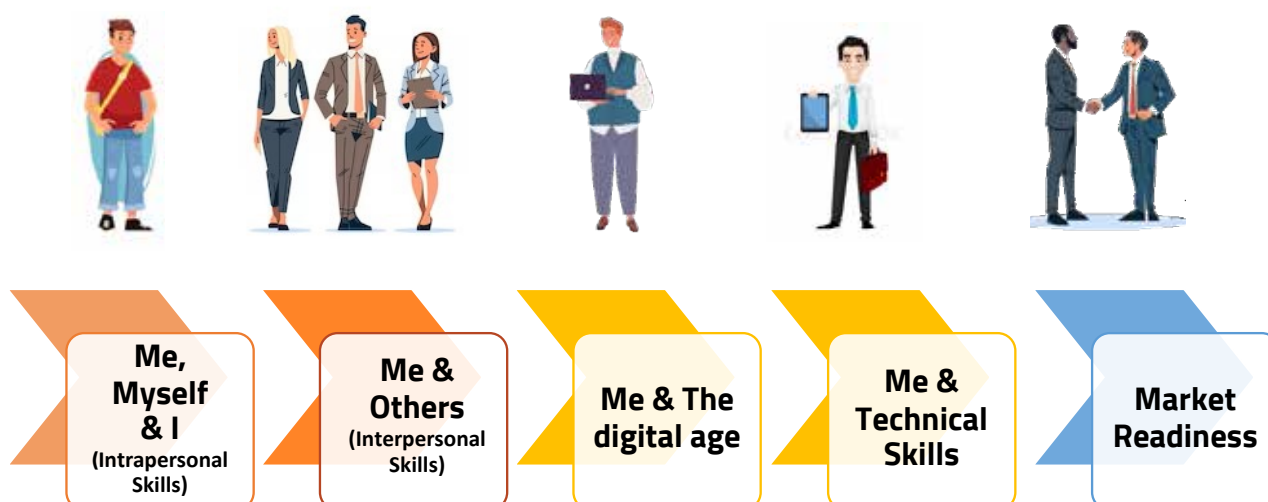 Me,
Myself
& I
(Intrapersonal
Skills)
Me &
Others
(Interpersonal
Skills)
Me & The
digital age
Me &
Technical
Skills
Market
Readiness